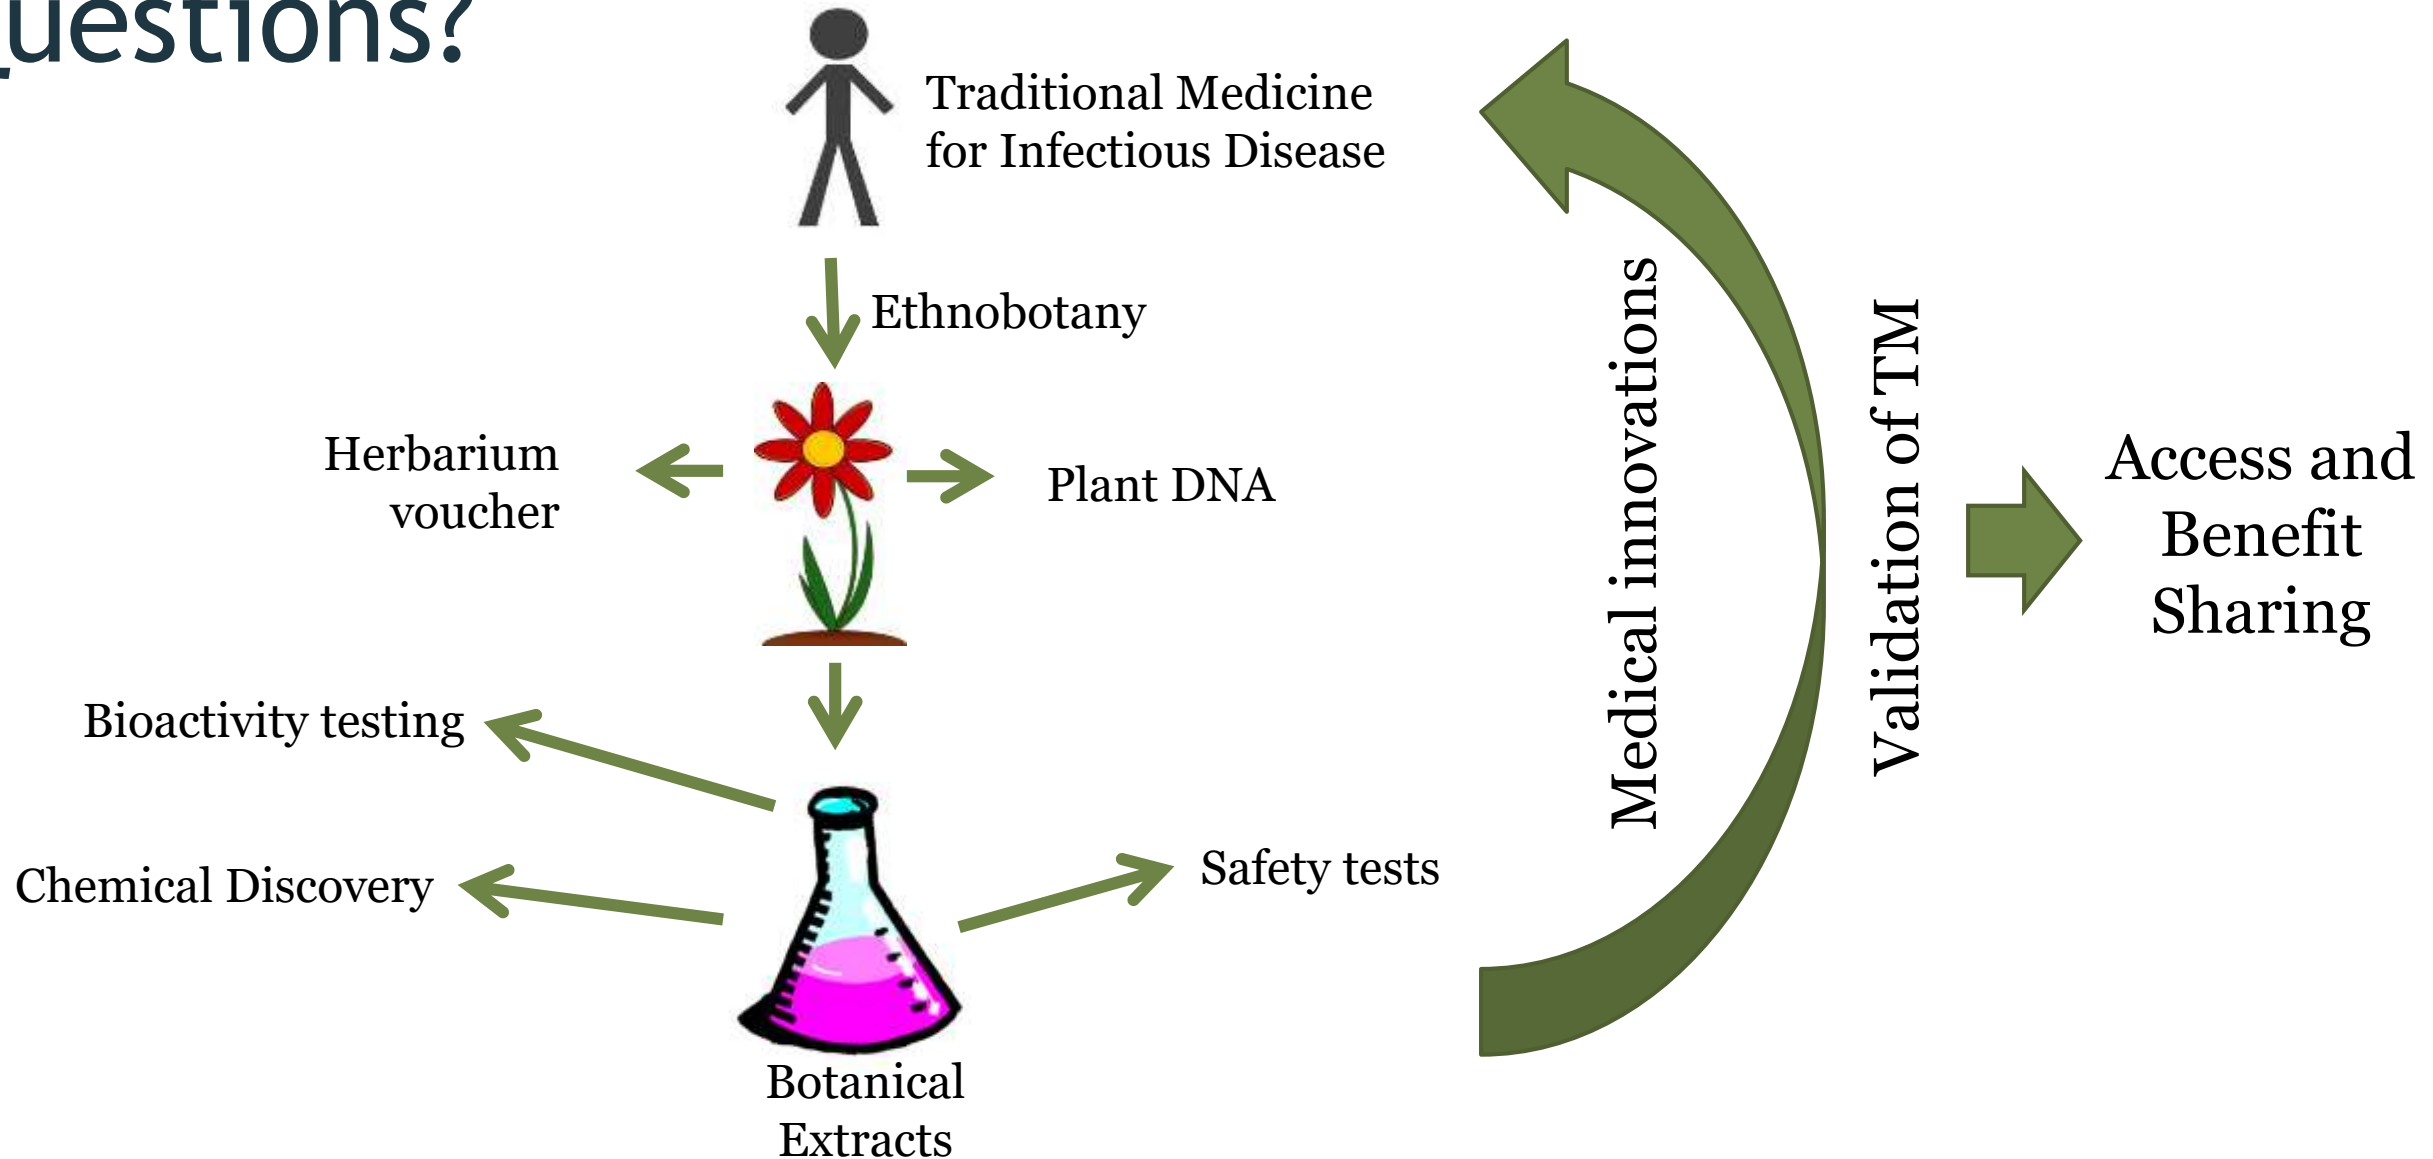 uestions?
Traditional Medicine
for Infectious Disease
Ethnobotany
Herbarium
voucher
Plant DNA
Bioactivity testing
Chemical Discovery
Safety tests
Botanical
Extracts
Medical innovations
Validation of TM
Access and
Benefit
Sharing